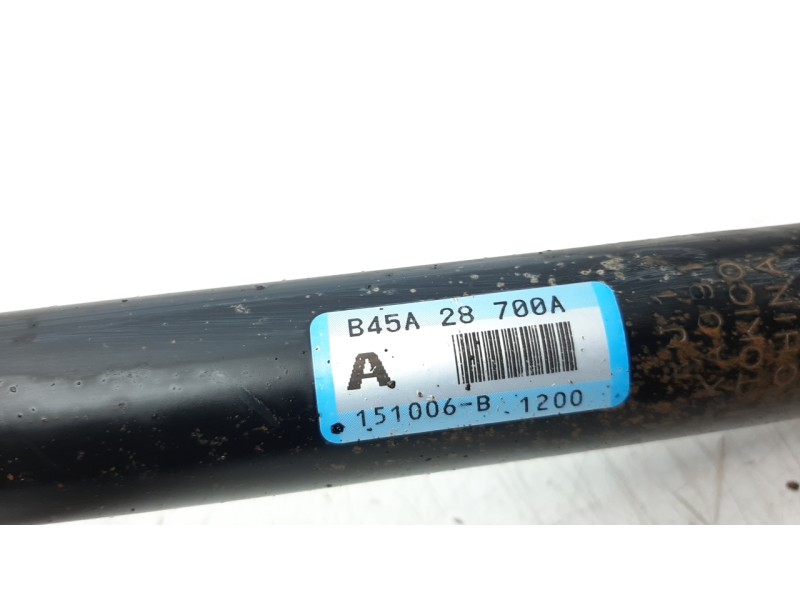 B45A 28 700A
A
151006-B 1200
TOKICO
CHINA